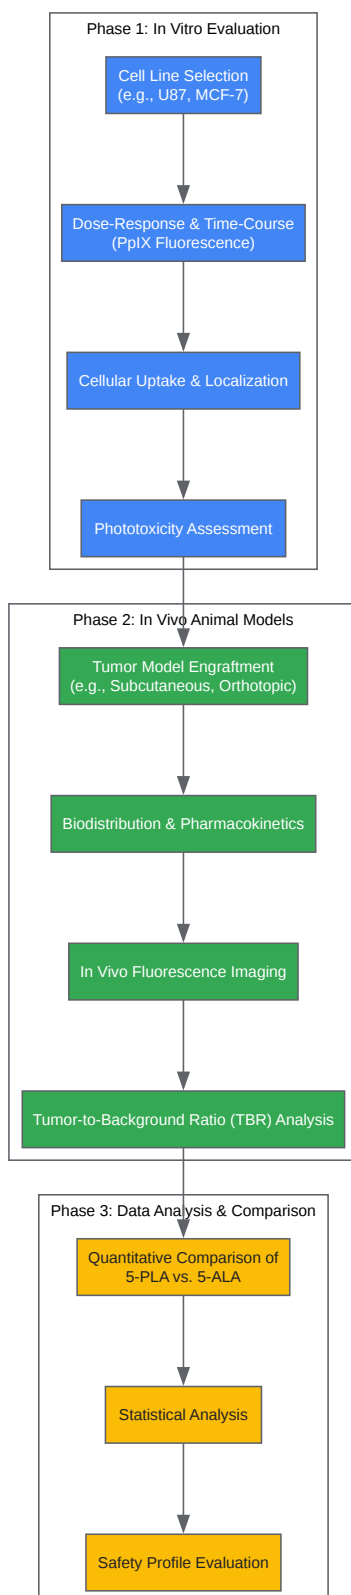 Phase 1: In Vitro Evaluation
Cell Line Selection
(e.g., U87, MCF-7)
Dose-Response & Time-Course
(PpIX Fluorescence)
Cellular Uptake & Localization
Phototoxicity Assessment
Phase 2: In Vivo Animal Models
Tumor Model Engraftment
(e.g., Subcutaneous, Orthotopic)
Biodistribution & Pharmacokinetics
In Vivo Fluorescence Imaging
Tumor-to-Background Ratio (TBR) Analysis
Phase 3: Data Analysis & Comparison
Quantitative Comparison of
5-PLA vs. 5-ALA
Statistical Analysis
Safety Profile Evaluation